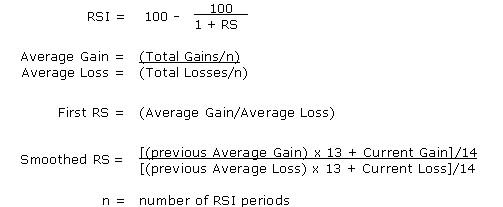 RSI = 100 - 100
1 + RS
Average Gain = (Total Gains/n)
Average Loss = (Total Losses/n)
First RS = (Average Gain/Average Loss)
Smoothed RS = [(previous Average Gain) x 13 + Current Gain]/14
[(previous Average Loss) x 13 + Current Loss]/14
n = number of RSI periods